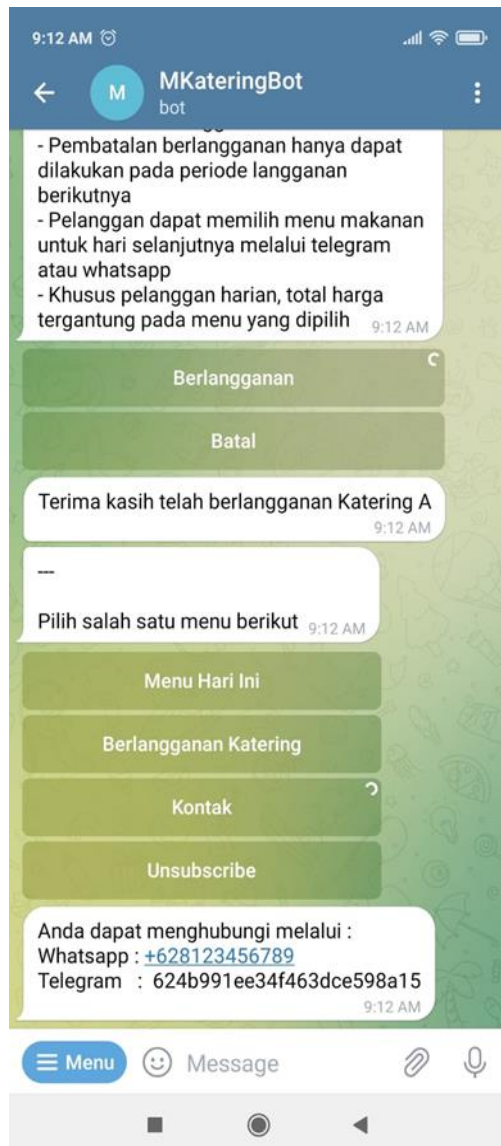 9:12 AM
M
MKateringBot
bot
- Pembatalan berlangganan hanya dapat
dilakukan pada periode langganan
berikutnya
- Pelanggan dapat memilih menu makanan
untuk hari selanjutnya melalui telegram
atau whatsapp
- Khusus pelanggan harian, total harga
tergantung pada menu yang dipilih 9:12 AM
Berlangganan
Batal
Terima kasih telah berlangganan Katering A
9:12 AM
---
Pilih salah satu menu berikut 9:12 AM
Menu Hari Ini
Berlangganan Katering
Kontak
Unsubscribe
Anda dapat menghubungi melalui :
Whatsapp : +628123456789
Telegram : 624b991ee34f463dce598a15
9:12 AM
Menu
Message